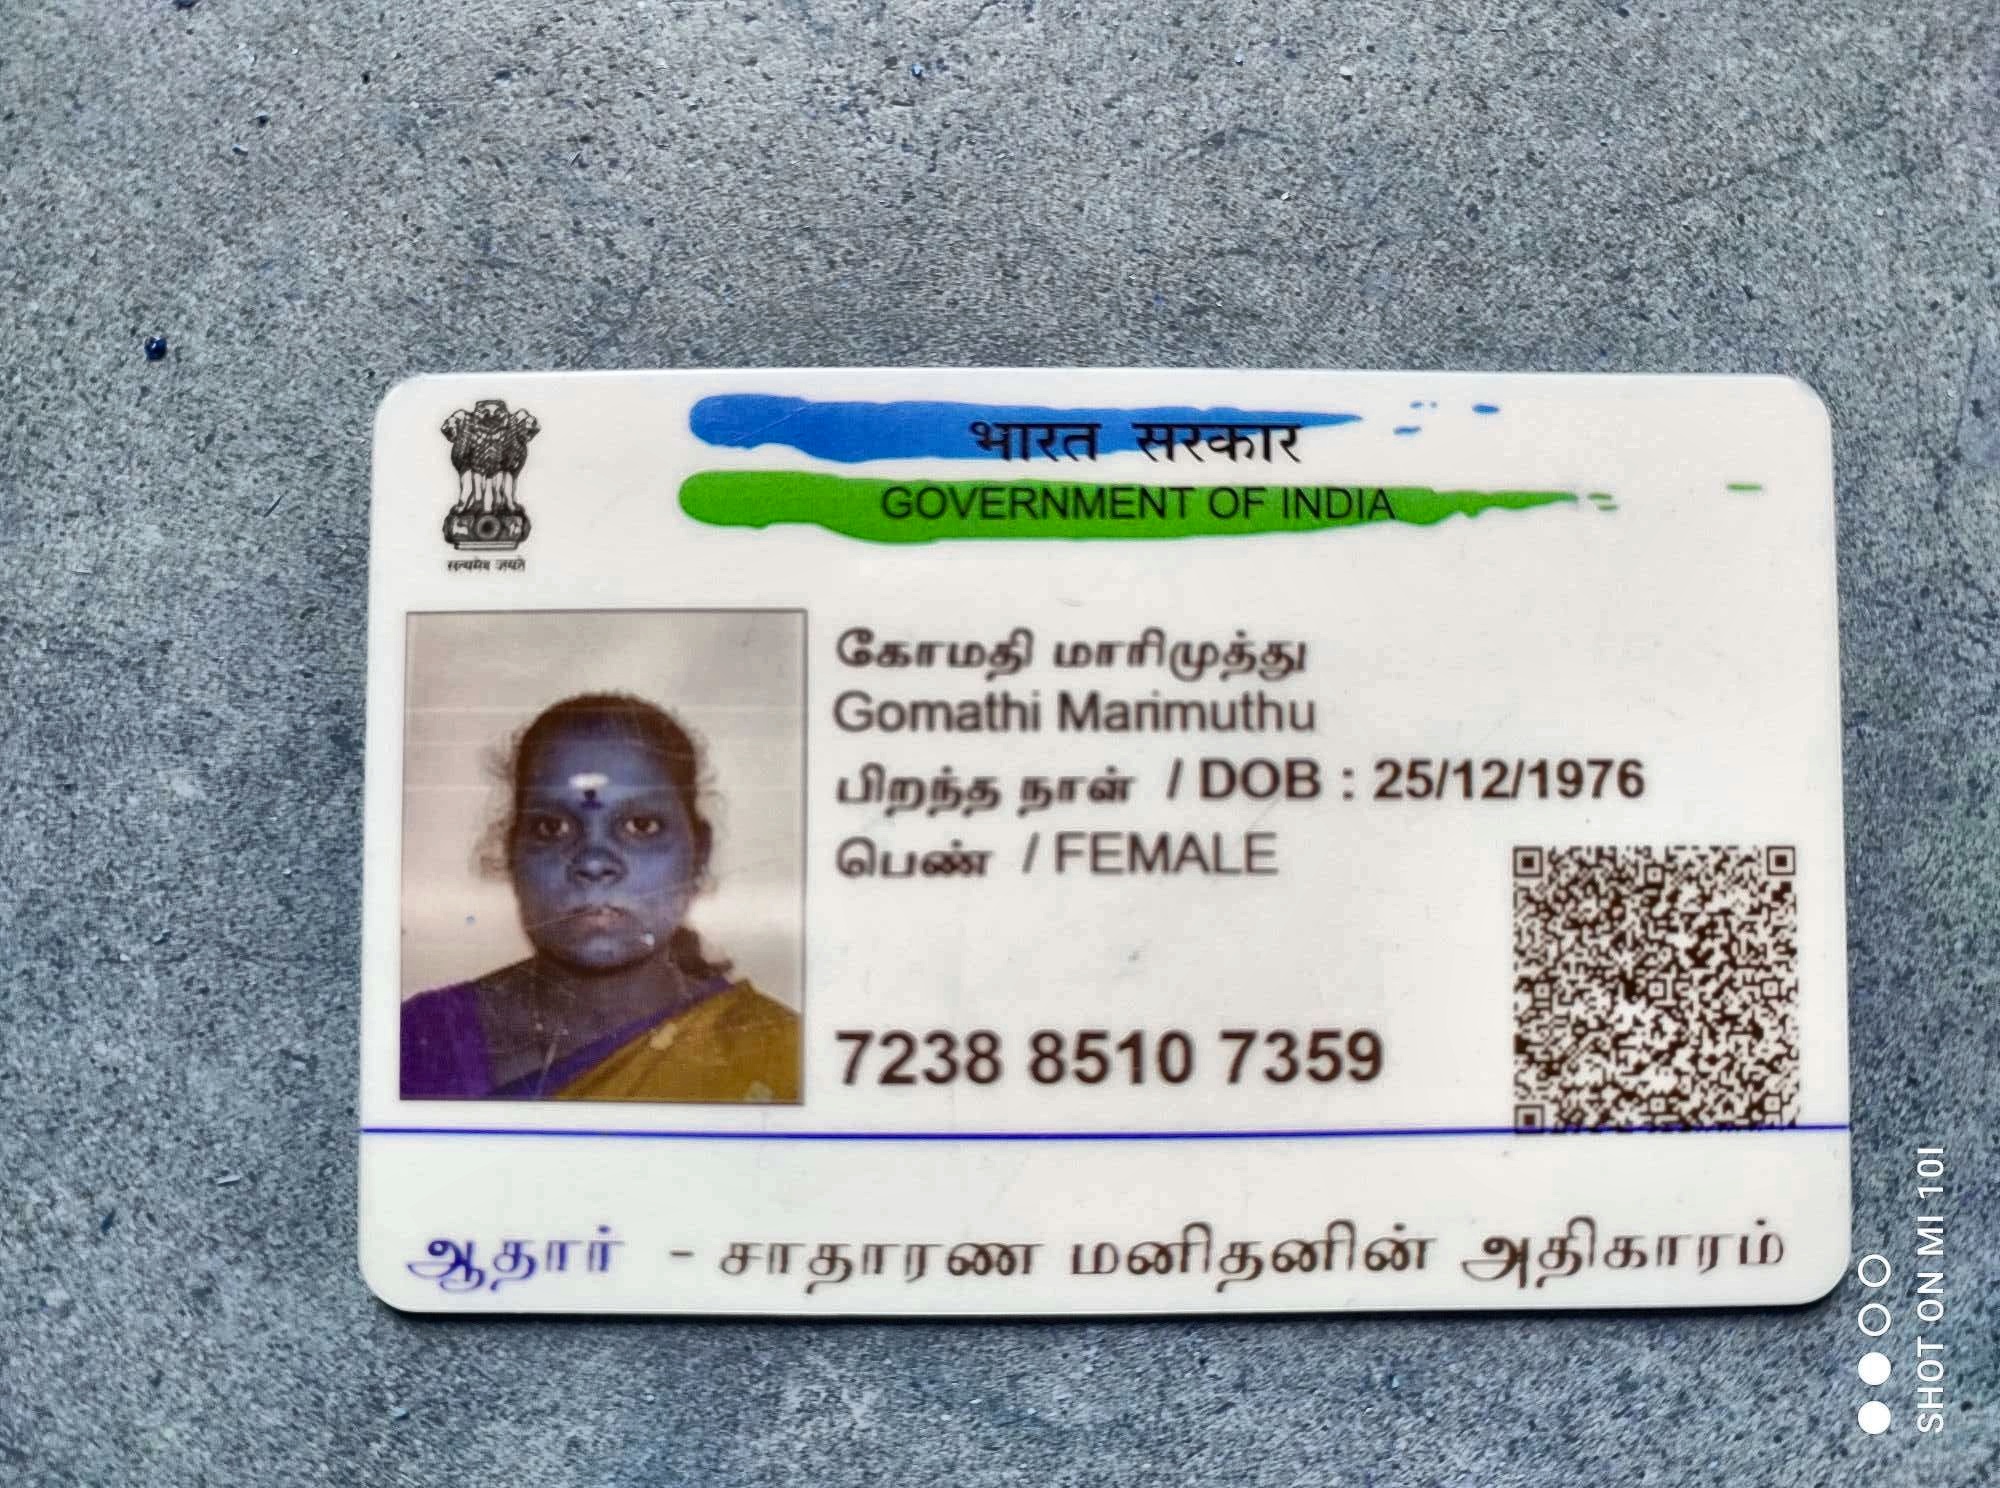 भारत सरकार
GOVERNMENT OF INDIA
सत्यमेव जयते
கோமதி மாரிமுத்து
Gomathi Marimuthu
பிறந்த நாள் / DOB : 25/12/1976
பெண் / FEMALE
7238 8510 7359
ஆதார் - சாதாரண மனிதனின் அதிகாரம்
SHOT ON MI 10I